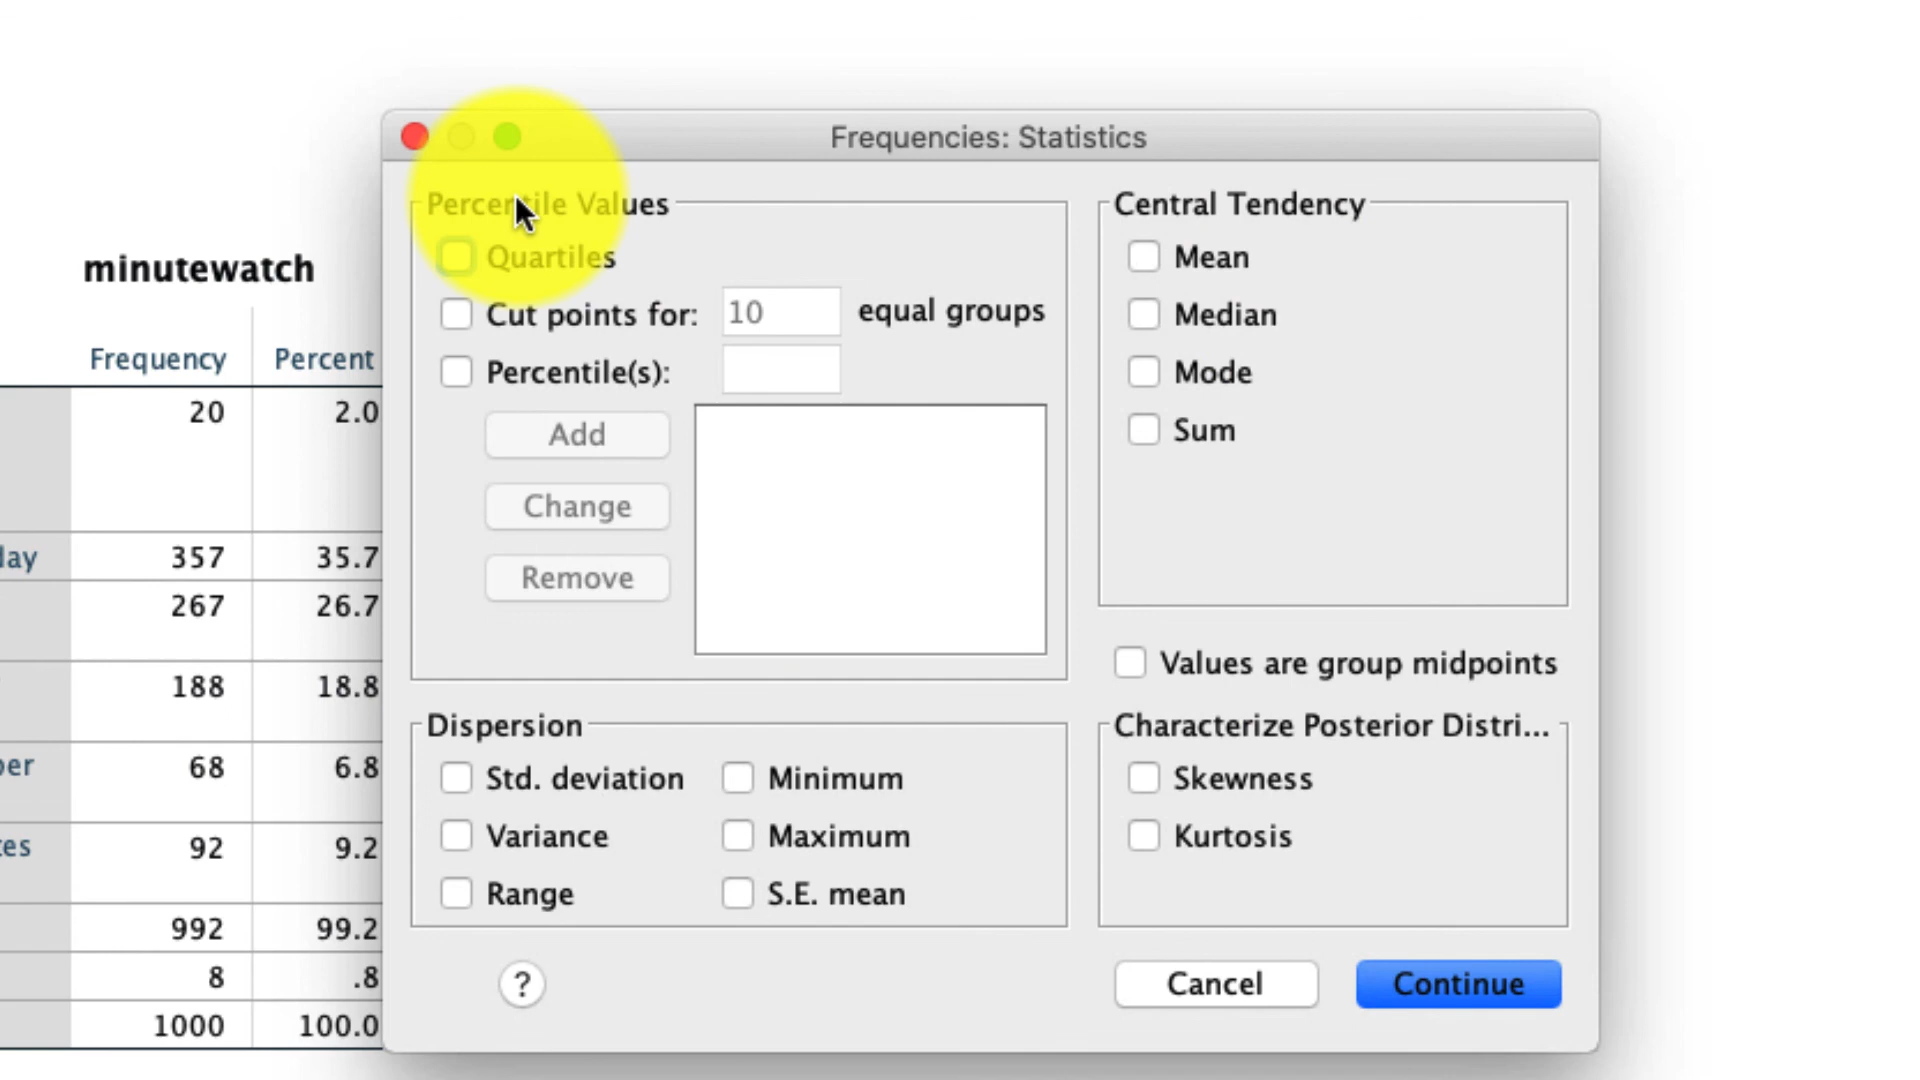 Frequencies: Statistics
Percentile Values
Quartiles
Cut points for: 10 equal groups
Percentile(s):
Add
Change
Remove
Central Tendency
Mean
Median
Mode
Sum
Values are group midpoints
Dispersion
Std. deviation Minimum
Variance Maximum
Range S.E. mean
Characterize Posterior Distri...
Skewness
Kurtosis
? Cancel Continue
minutewatch
Frequency Percent
20 2.0
lay 357 35.7
267 26.7
188 18.8
ber 68 6.8
es 92 9.2
992 99.2
8 .8
1000 100.0